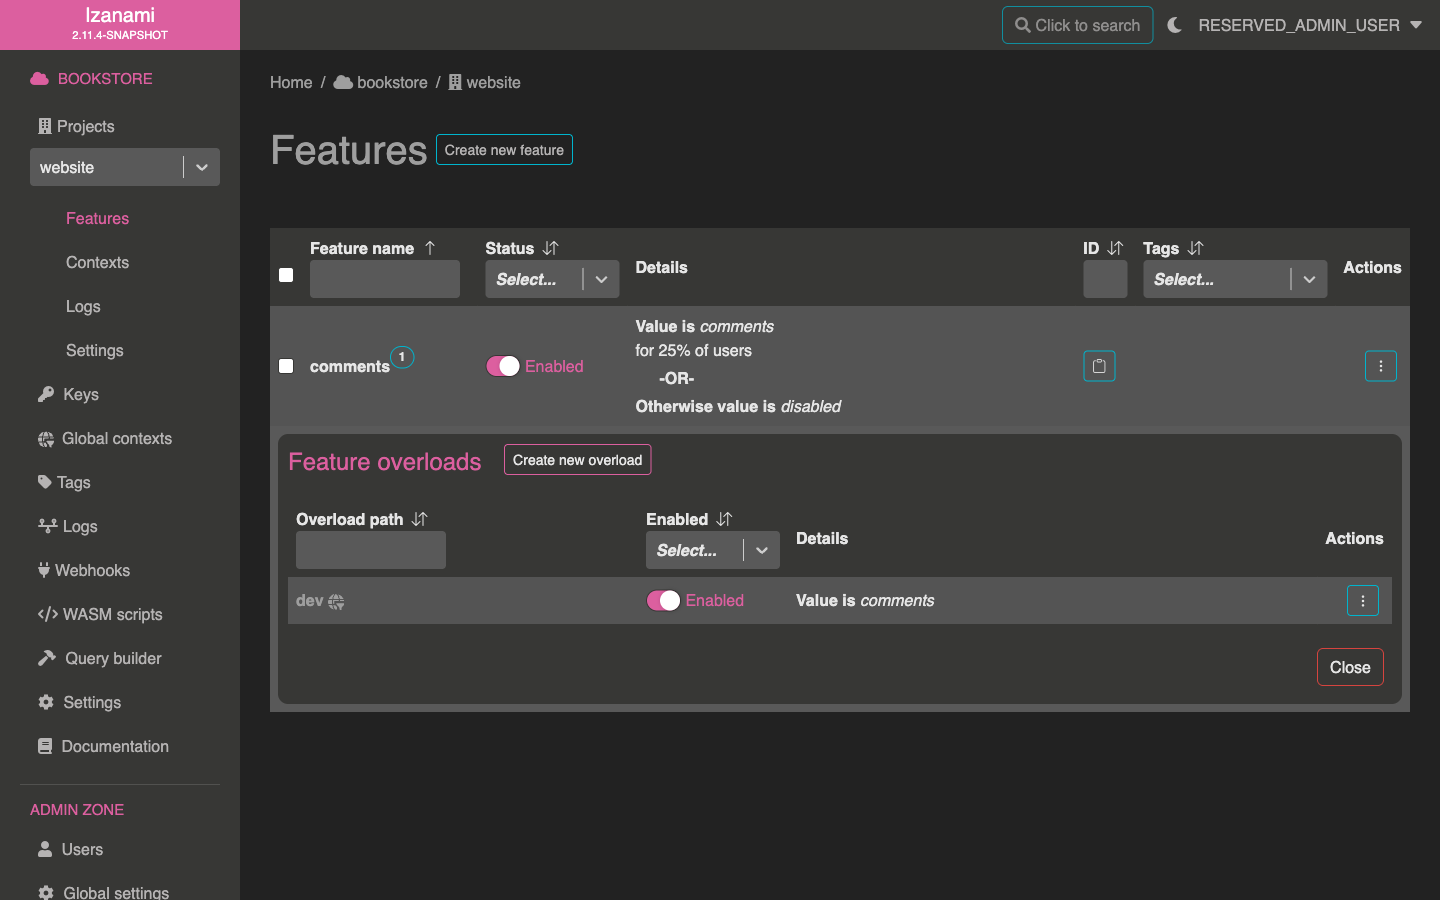 Izanami
2.11.4-SNAPSHOT
Click to search
RESERVED_ADMIN_USER
BOOKSTORE
Projects
website
Features
Contexts
Logs
Settings
Keys
Global contexts
Tags
Logs
Webhooks
WASM scripts
Query builder
Settings
Documentation
ADMIN ZONE
Users
Global settings
Home / bookstore / website
Features
Create new feature
Feature name
Status
Select...
Details
ID
Tags
Select...
Actions
comments 1
Enabled
Value is comments
for 25% of users
-OR-
Otherwise value is disabled
Feature overloads
Create new overload
Overload path
Enabled
Select...
Details
Actions
dev
Enabled
Value is comments
Close